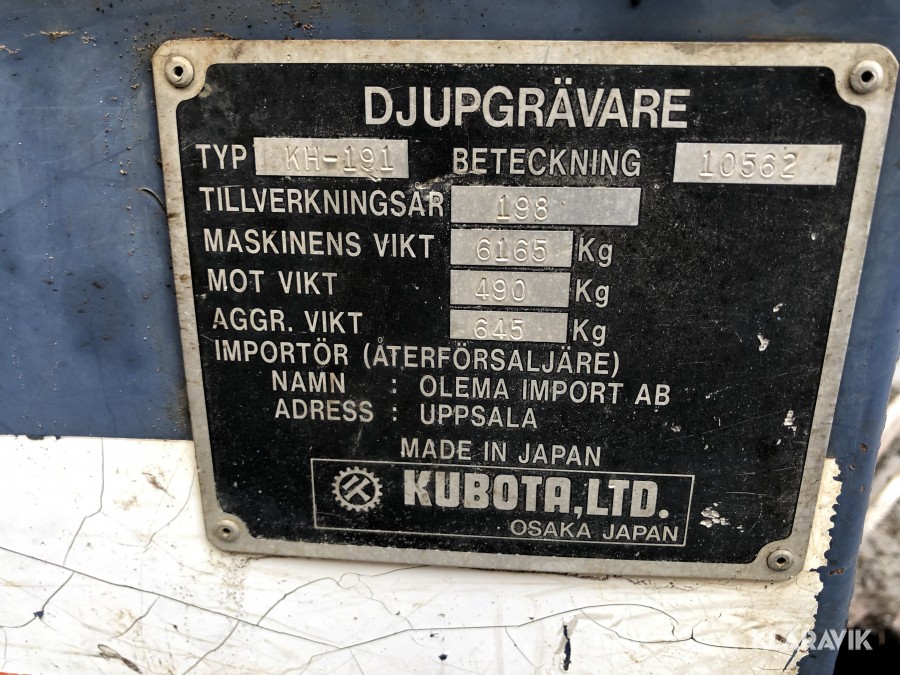 DJUPGRÄVARE
TYP KH-191 BETECKNING 10562
TILLVERKNINGSÅR 198
MASKINENS VIKT 6165 Kg
MOT VIKT 490 Kg
AGGR. VIKT 645 Kg
IMPORTÖR (ÅTERFÖRSALJÄRE)
NAMN : OLEMA IMPORT AB
ADRESS : UPPSALA
MADE IN JAPAN
KUBOTA, LTD.
OSAKA JAPAN
KLARAVIK